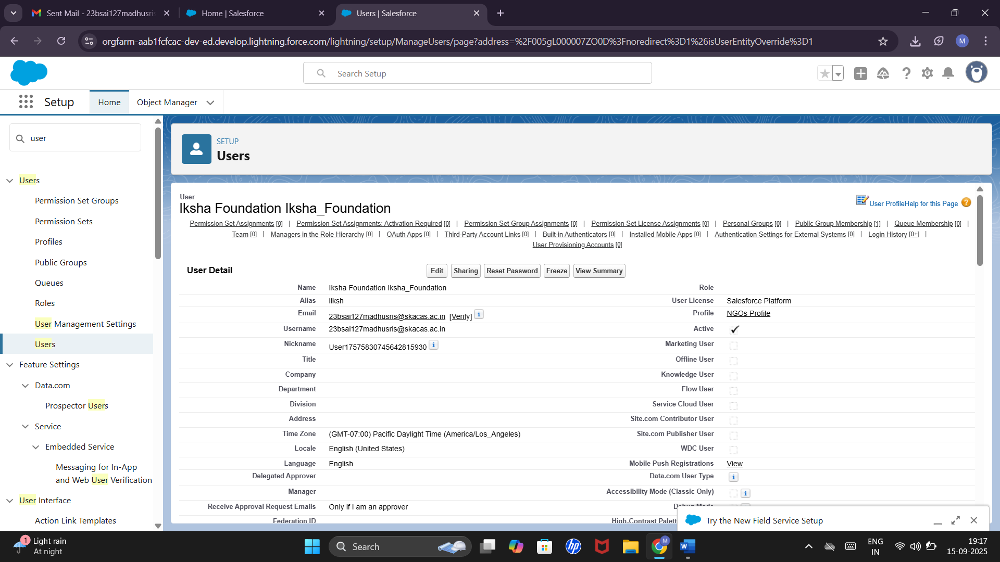 Sent Mail - 23bsai127madhusris
Home | Salesforce
Users | Salesforce
orgfarm-aab1fcfcac-dev-ed.develop.lightning.force.com/lightning/setup/ManageUsers/page?address=%2F005gL000007ZO0D%3Fnoredirect%3D1%26isUserEntityOverride%3D1
M
Search Setup
Setup
Home
Object Manager
user
Users
Permission Set Groups
Permission Sets
Profiles
Public Groups
Queues
Roles
User Management Settings
Users
Feature Settings
Data.com
Prospector Users
Service
Embedded Service
Messaging for In-App
and Web User Verification
User Interface
Action Link Templates
SETUP
Users
User
Iksha Foundation Iksha_Foundation
User Profile Help for this Page ?
Permission Set Assignments [0] | Permission Set Assignments: Activation Required [0] | Permission Set Group Assignments [0] | Permission Set License Assignments [0] | Personal Groups [0] | Public Group Membership [1] | Queue Membership [0] |
Team [0] | Managers in the Role Hierarchy [0] | OAuth Apps [0] | Third-Party Account Links [0] | Built-in Authenticators [0] | Installed Mobile Apps [0] | Authentication Settings for External Systems [0] | Login History [0+] |
User Provisioning Accounts [0]
User Detail
Edit Sharing Reset Password Freeze View Summary
Name Iksha Foundation Iksha_Foundation Role
Alias iiksh User License Salesforce Platform
Email 23bsai127madhusris@skacas.ac.in [Verify] i Profile NGOs Profile
Username 23bsai127madhusris@skacas.ac.in Active
Nickname User17575830745642815930 i Marketing User
Title Offline User
Company Knowledge User
Department Flow User
Division Service Cloud User
Address Site.com Contributor User
Time Zone (GMT-07:00) Pacific Daylight Time (America/Los_Angeles) Site.com Publisher User
Locale English (United States) WDC User
Language English Mobile Push Registrations View
Delegated Approver Data.com User Type i
Manager Accessibility Mode (Classic Only) i
Receive Approval Request Emails Only if I am an approver Debug Mode
Federation ID High-Contrast Palett
Try the New Field Service Setup
1
Light rain
At night
Search
hp
M
W
ENG
IN
19:17
15-09-2025